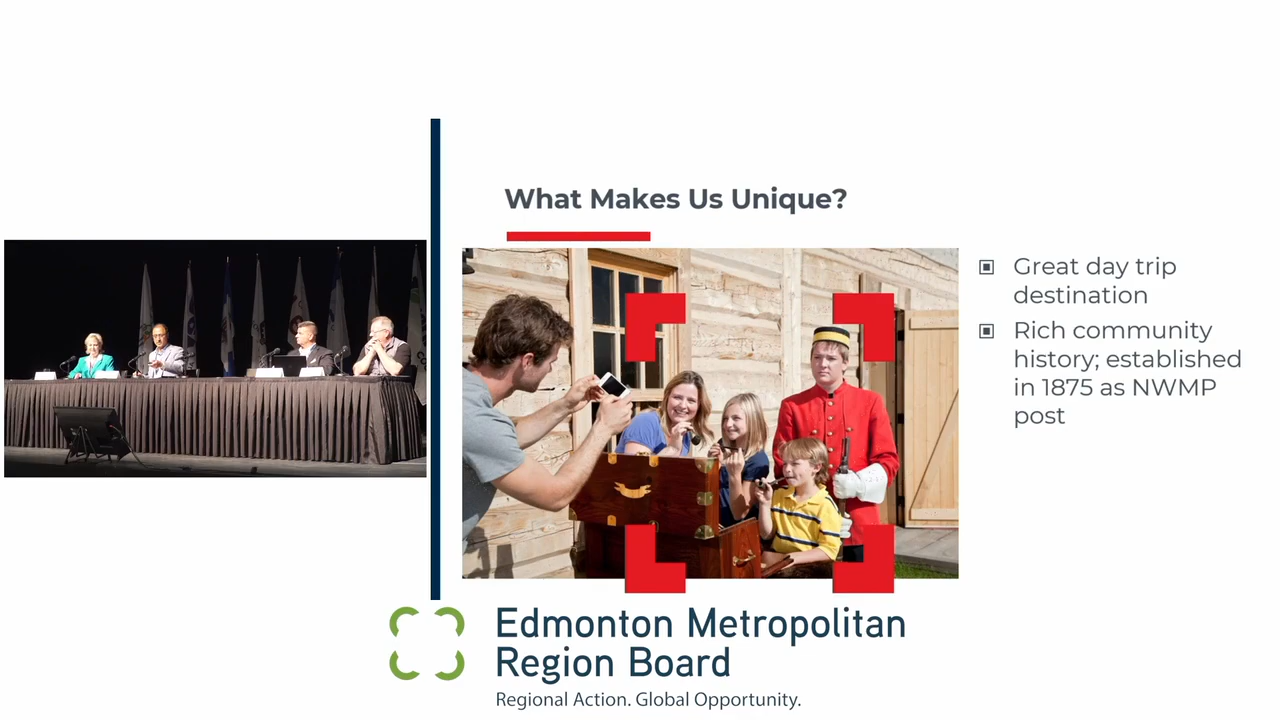 What Makes Us Unique?
Great day trip
destination
Rich community
history; established
in 1875 as NWMP
post
Edmonton Metropolitan
Region Board
Regional Action. Global Opportunity.